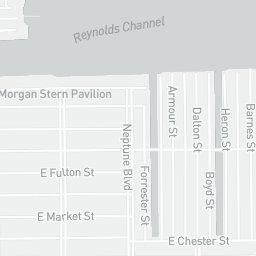 Reynolds Channel
Morgan Stern Pavilion
Neptune Blvd
Forrester St
Armour St
Dalton St
Boyd St
Heron St
Barnes St
E Fulton St
E Market St
E Chester St